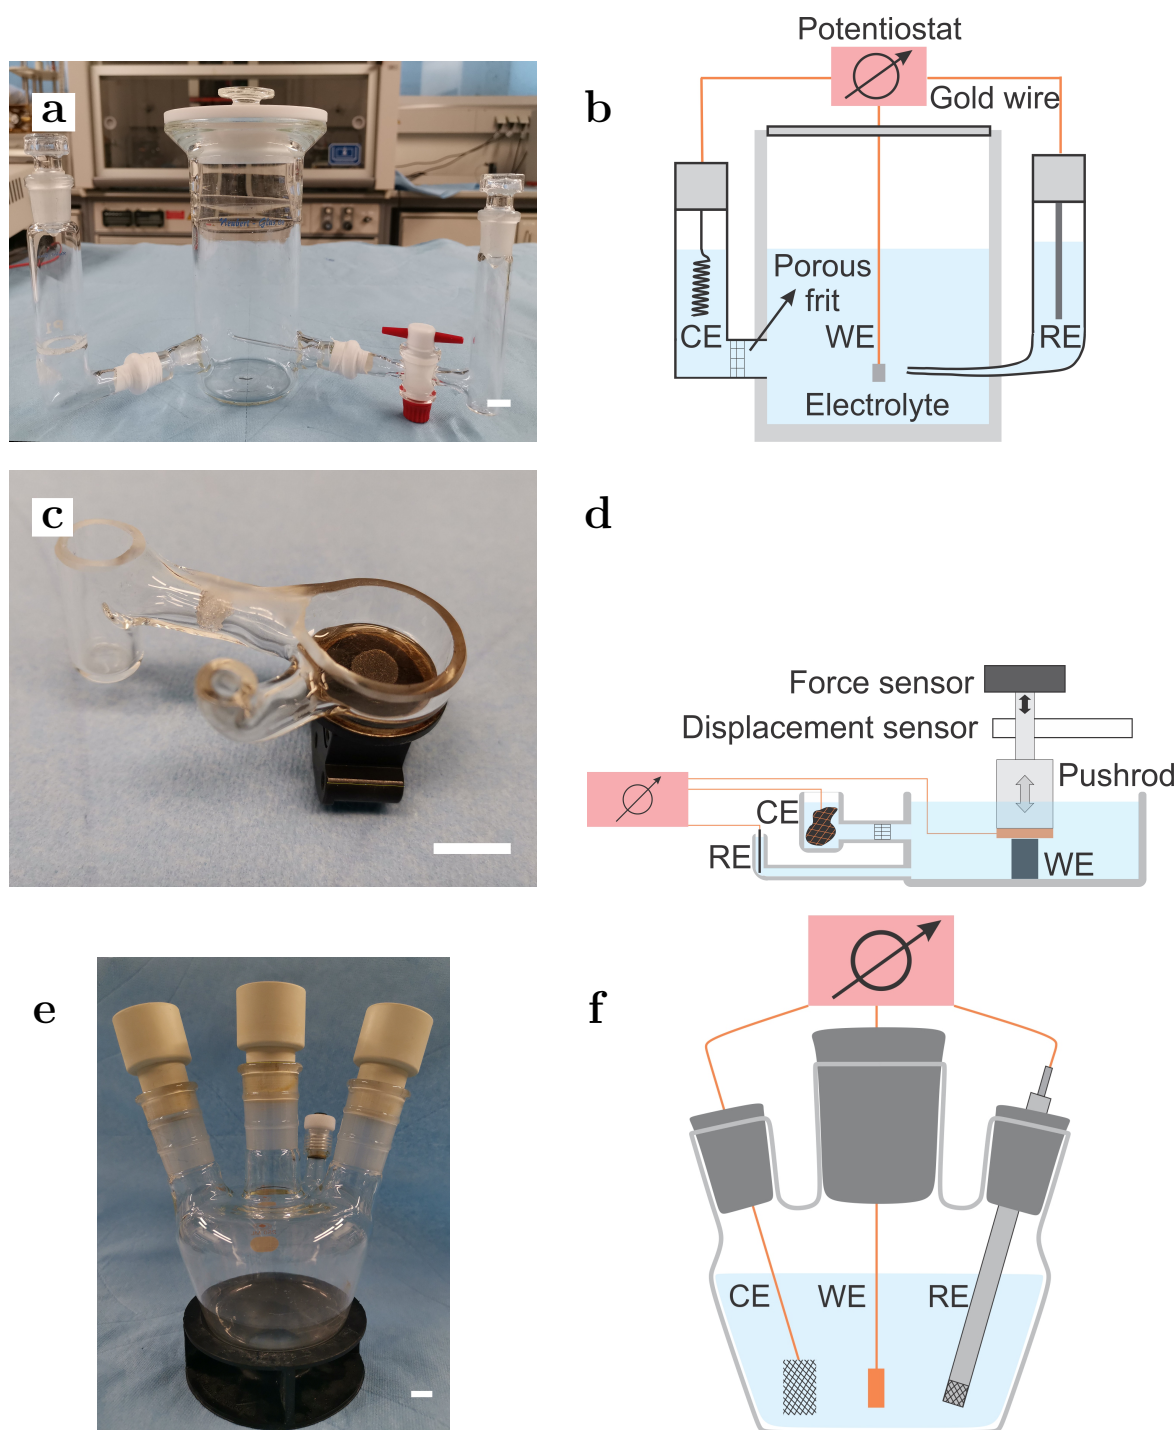 a
b
Potentiostat
Gold wire
Porous
frit
CE
WE
RE
Electrolyte
c
d
Force sensor
Displacement sensor
Pushrod
CE
RE
WE
e
f
CE
WE
RE